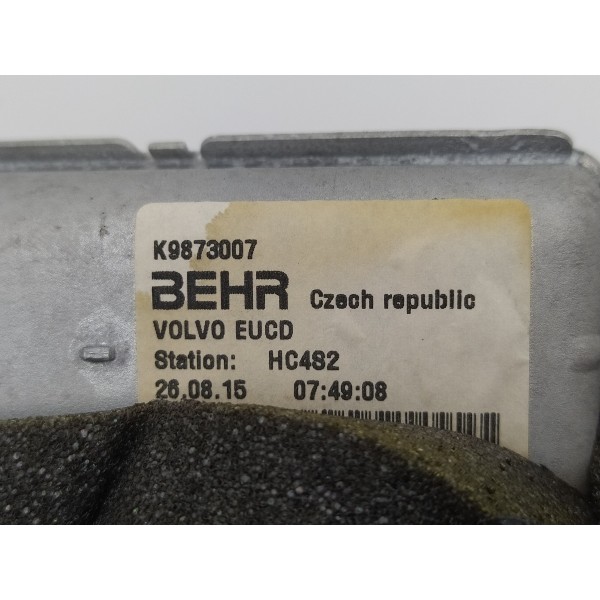 K9873007
BEHR Czech republic
VOLVO EUCD
Station: HC4S2
26.08.15 07:49:08